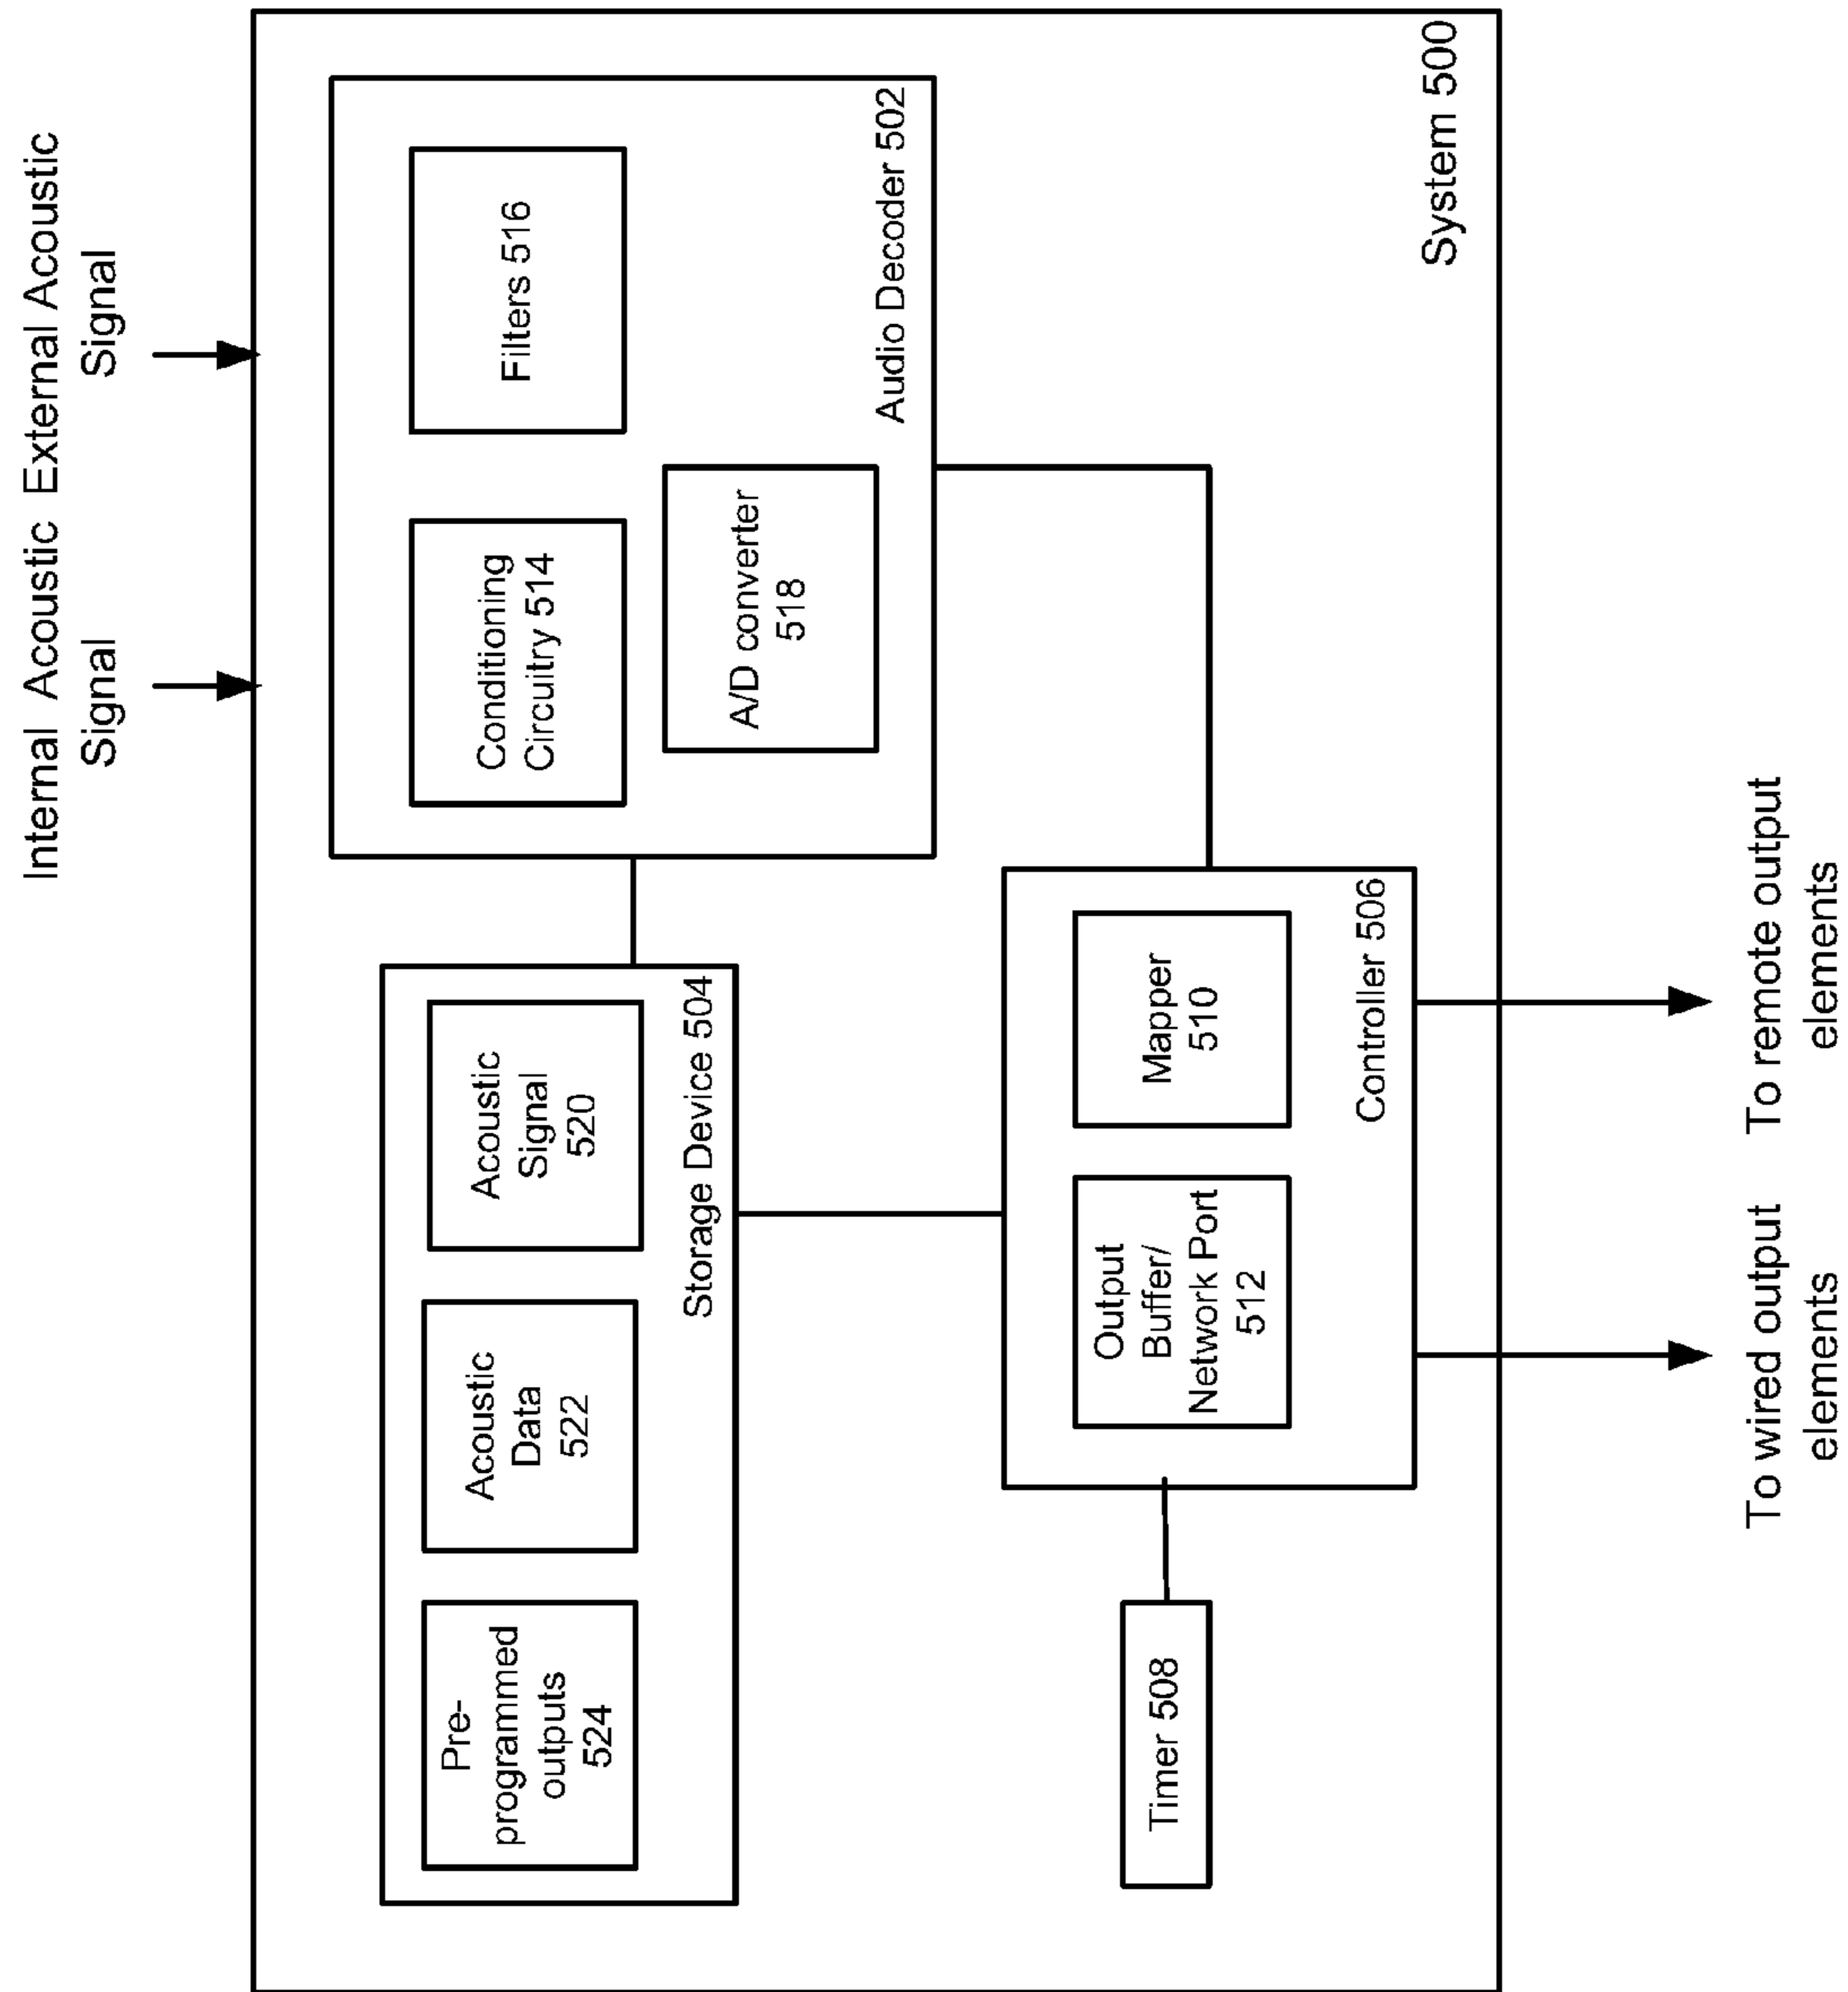 Internal Acoustic
Signal
External Acoustic
Signal
Pre-
programmed
outputs
524
Acoustic
Data
522
Acoustic
Signal
520
Storage Device 504
Conditioning
Circuitry 514
Filters 516
A/D converter
518
Audio Decoder 502
Timer 508
Output
Buffer/
Network Port
512
Mapper
510
Controller 506
System 500
To wired output
elements
To remote output
elements